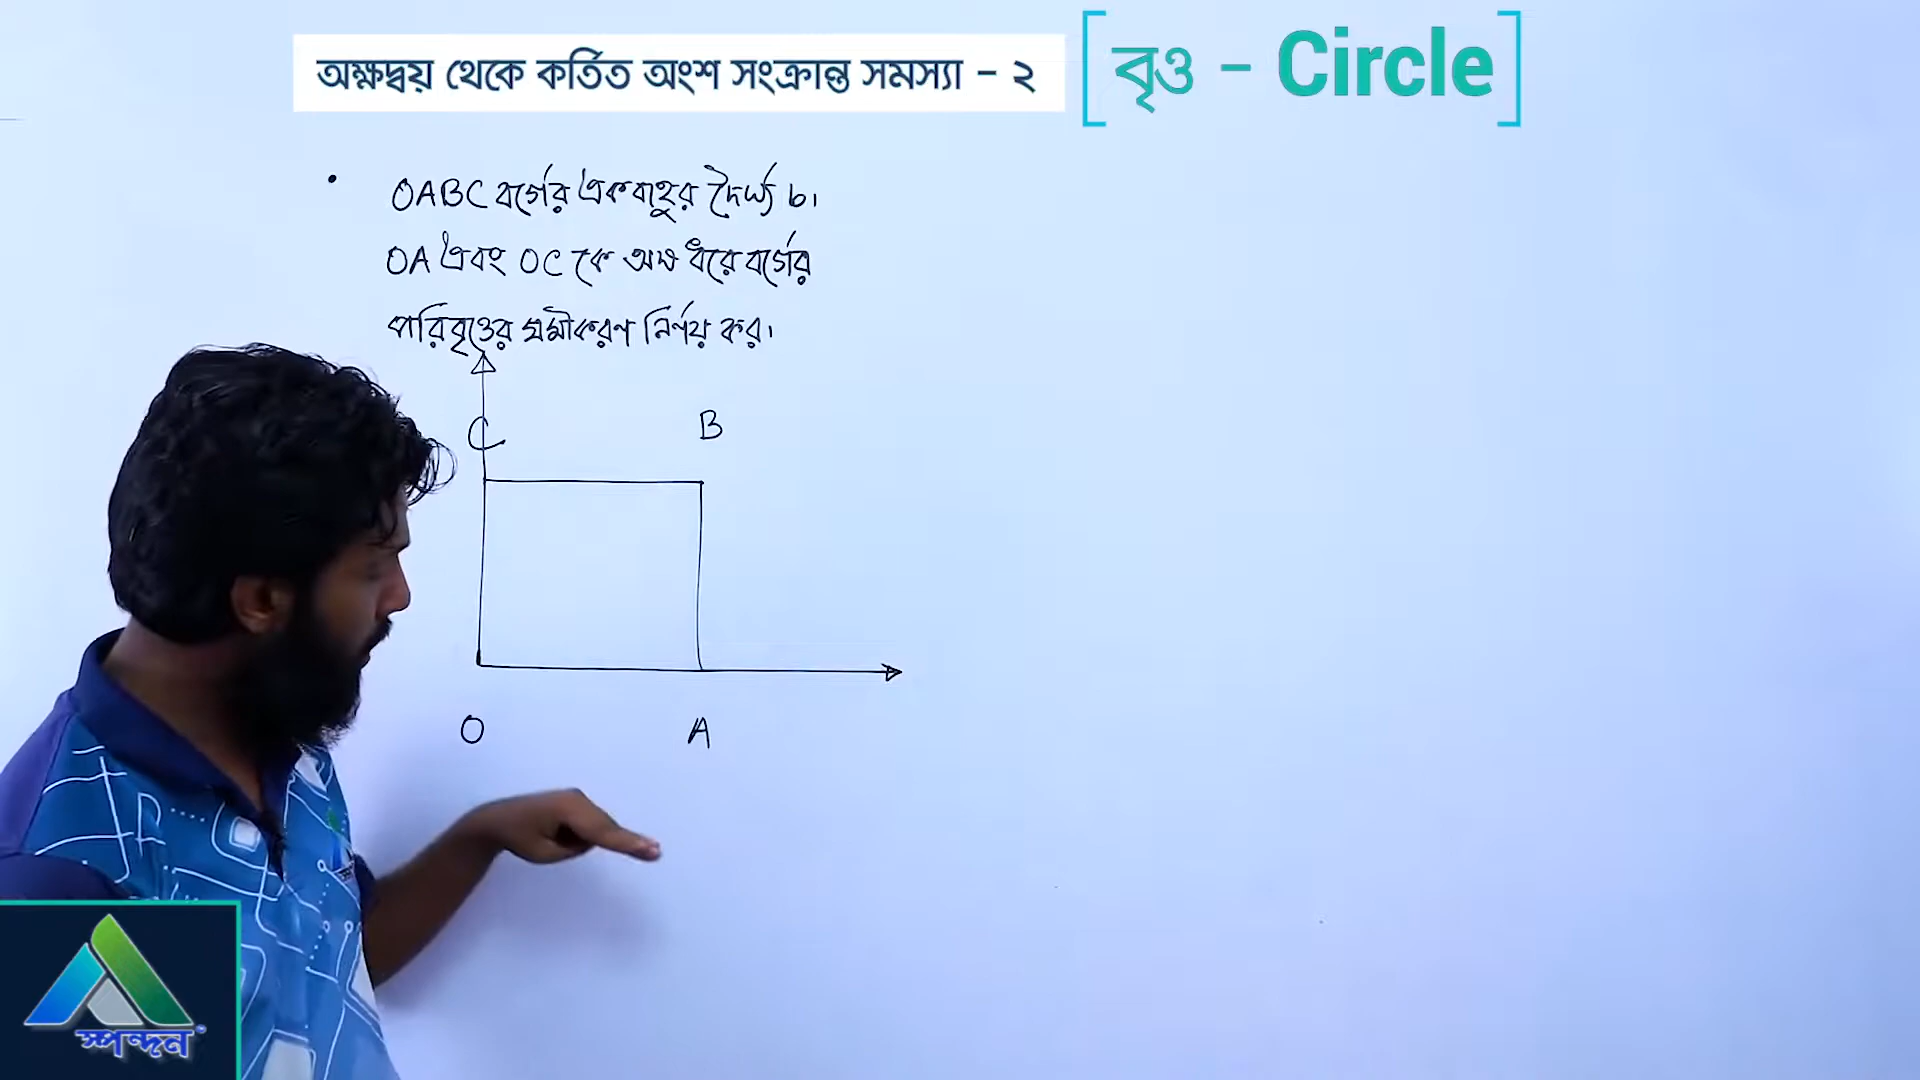 অক্ষদ্বয় থেকে কর্তিত অংশ সংক্রান্ত সমস্যা - ২
বৃত্ত - Circle
OABC বর্গের একবাহুর দৈর্ঘ্য b।
OA এবং OC কে অক্ষ ধরে বর্গের
পরিবৃত্তের সমীকরণ নির্ণয় কর।
C B
O A
স্পন্দন